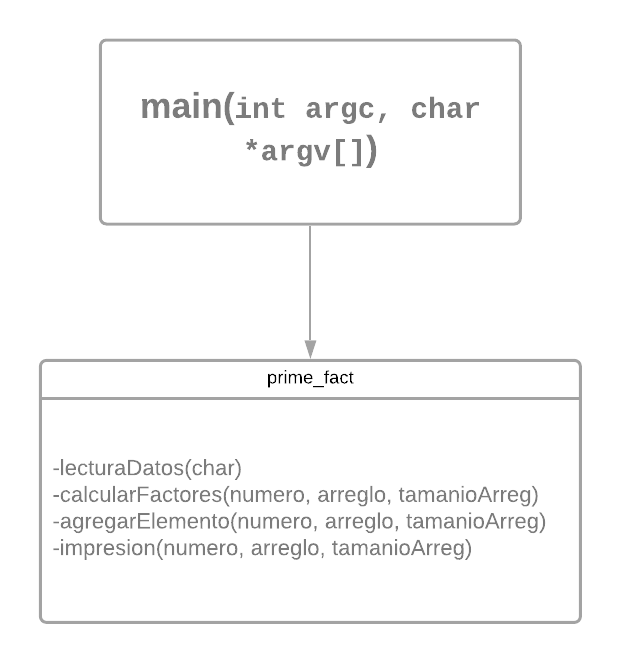 main(int argc, char
*argv[])
prime_fact
-lecturaDatos(char)
-calcularFactores(numero, arreglo, tamanioArreg)
-agregarElemento(numero, arreglo, tamanioArreg)
-impresion(numero, arreglo, tamanioArreg)